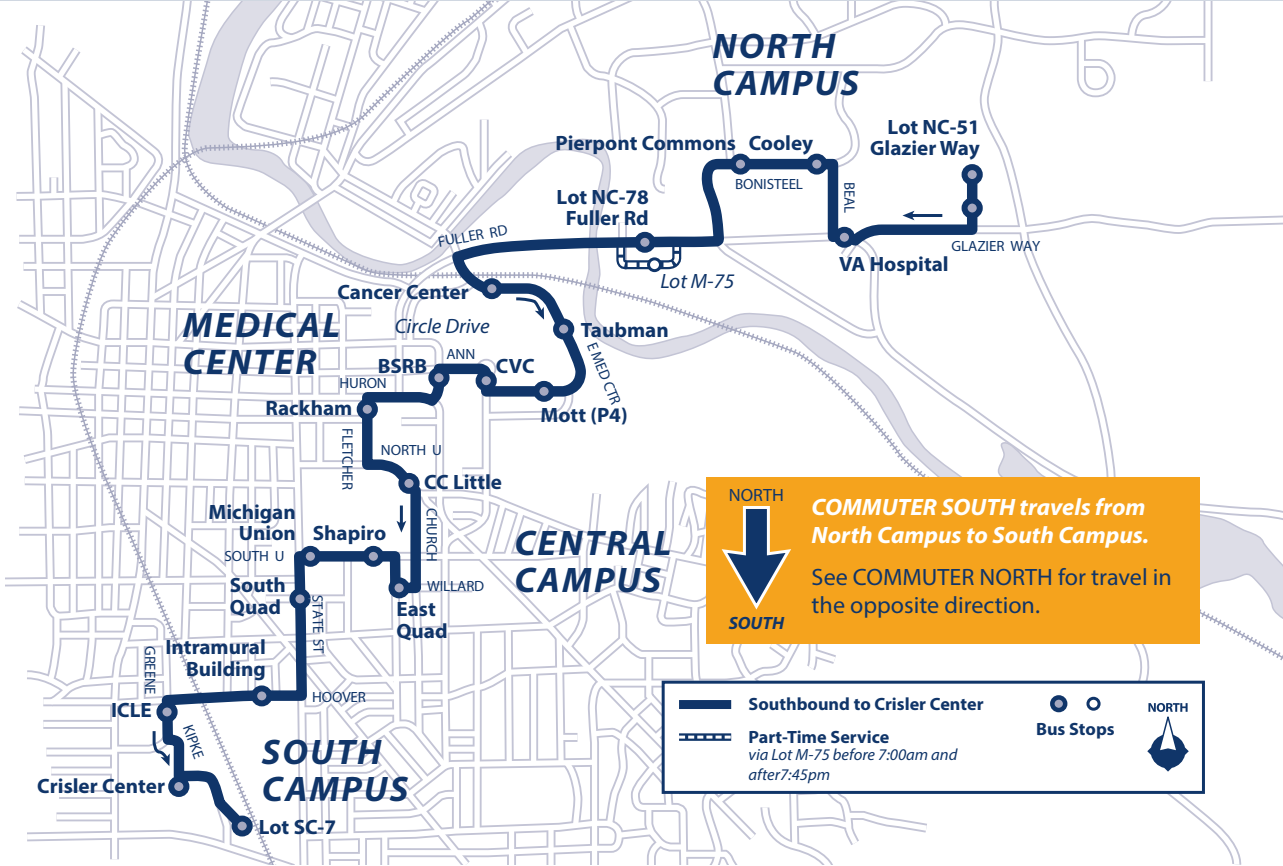 NORTH
CAMPUS
Lot NC-51
Glazier Way
Pierpont Commons
Cooley
BONISTEEL
BEAL
Lot NC-78
Fuller Rd
FULLER RD
GLAZIER WAY
VA Hospital
Lot M-75
Cancer Center
Circle Drive
Taubman
MEDICAL
CENTER
E MED CTR
ANN
BSRB
CVC
HURON
Rackham
Mott (P4)
FLETCHER
NORTH U
CC Little
CHURCH
Michigan
Union
Shapiro
SOUTH U
CENTRAL
CAMPUS
WILLARD
South
Quad
East
Quad
STATE ST
Intramural
Building
GREENE
HOOVER
ICLE
KIPKE
SOUTH
CAMPUS
Crisler Center
Lot SC-7
NORTH
SOUTH
COMMUTER SOUTH travels from
North Campus to South Campus.
See COMMUTER NORTH for travel in
the opposite direction.
Southbound to Crisler Center
Part-Time Service
via Lot M-75 before 7:00am and
after7:45pm
Bus Stops
NORTH